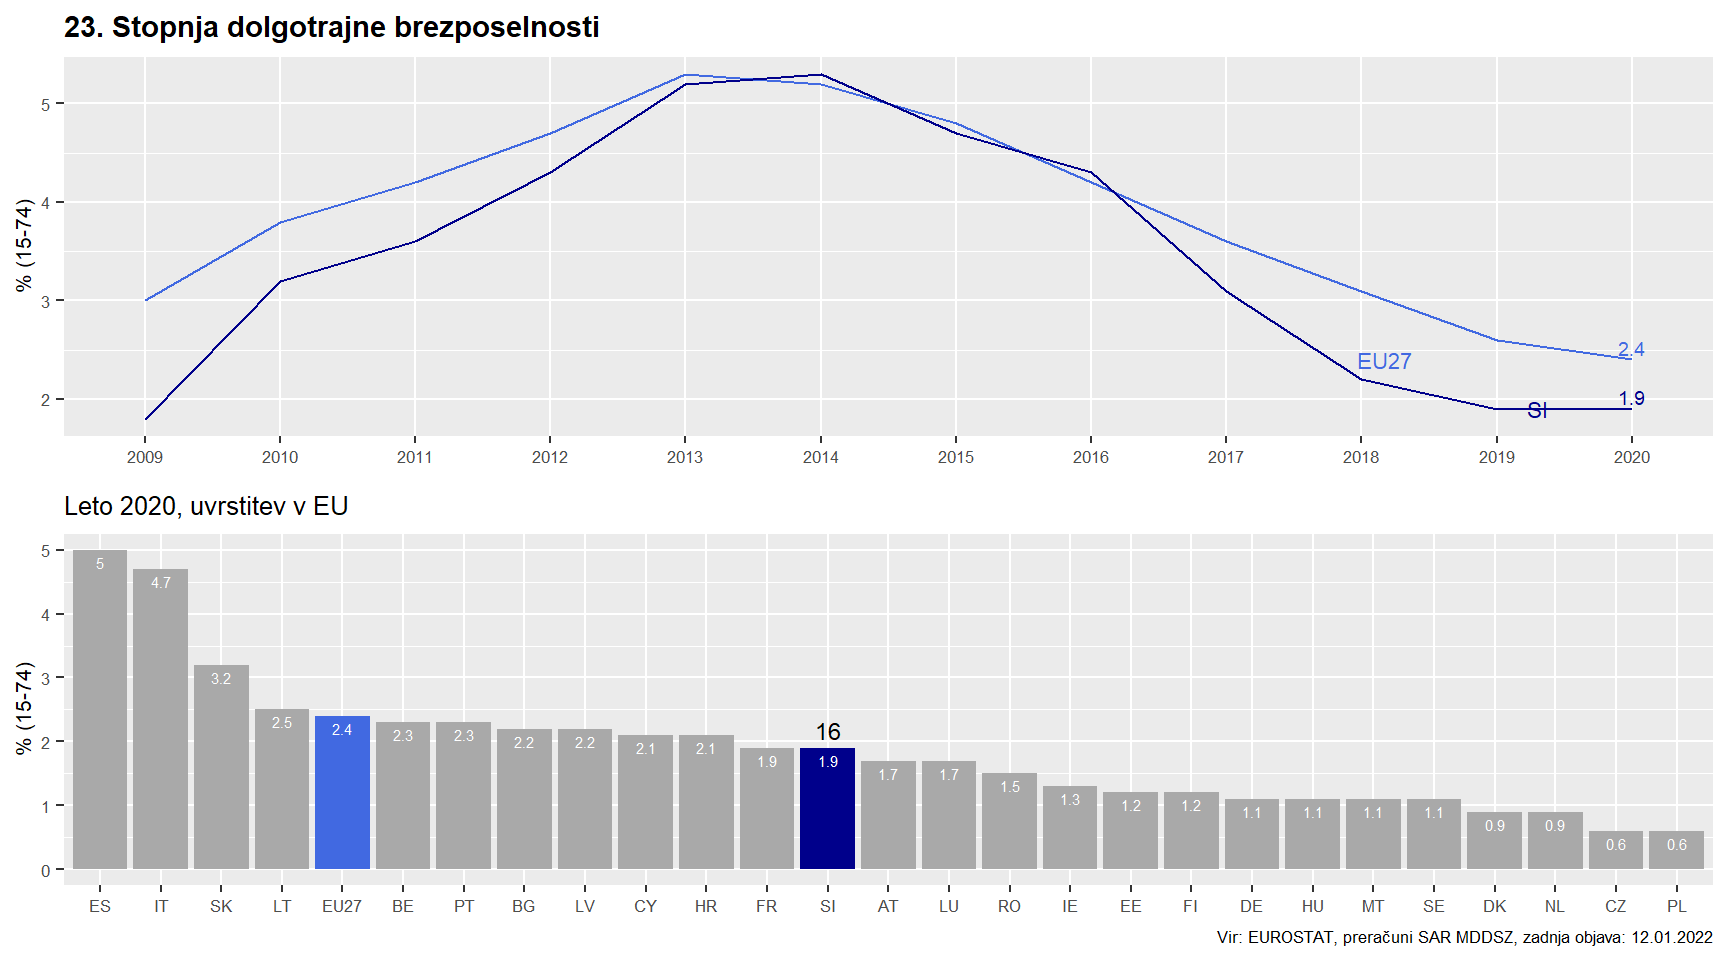 23. Stopnja dolgotrajne brezposelnosti
% (15-74)
5
4
3
2
EU27
SI
2.4
1.9
2009 2010 2011 2012 2013 2014 2015 2016 2017 2018 2019 2020
Leto 2020, uvrstitev v EU
% (15-74)
5
4
3
2
1
0
16
5 4.7 3.2 2.5 2.4 2.3 2.3 2.2 2.2 2.1 2.1 1.9 1.9 1.7 1.7 1.5 1.3 1.2 1.2 1.1 1.1 1.1 1.1 0.9 0.9 0.6 0.6
ES IT SK LT EU27 BE PT BG LV CY HR FR SI AT LU RO IE EE FI DE HU MT SE DK NL CZ PL
Vir: EUROSTAT, preračuni SAR MDDSZ, zadnja objava: 12.01.2022